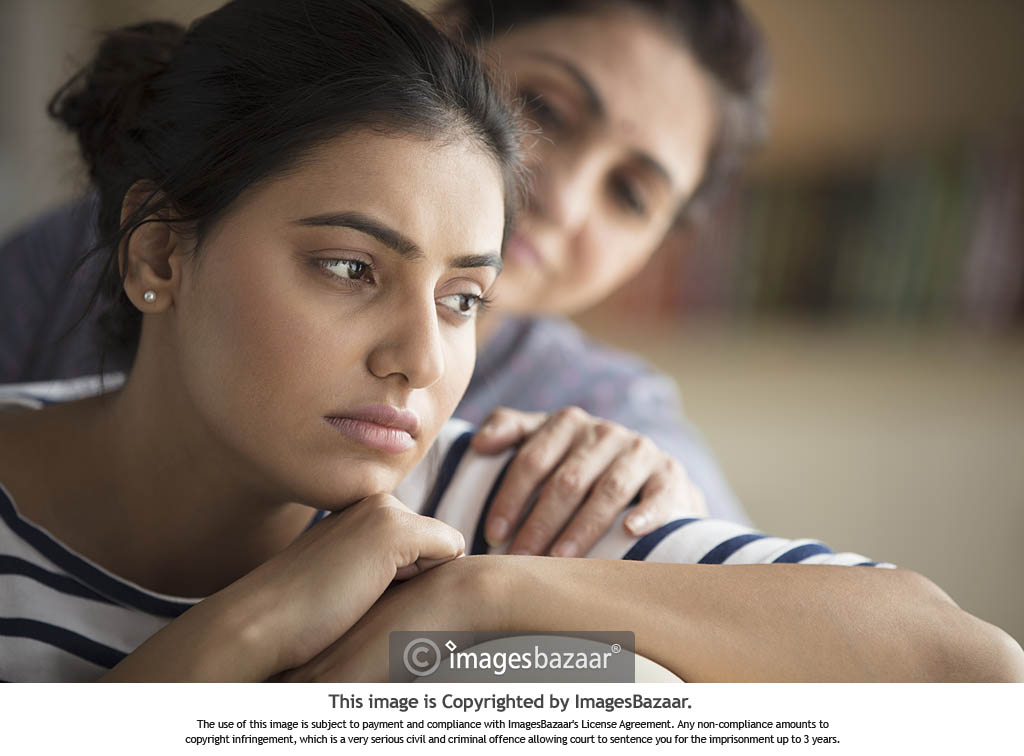 © imagesbazaar®
This image is Copyrighted by ImagesBazaar.
The use of this image is subject to payment and compliance with ImagesBazaar's License Agreement. Any non-compliance amounts to
copyright infringement, which is a very serious civil and criminal offence allowing court to sentence you for the imprisonment up to 3 years.